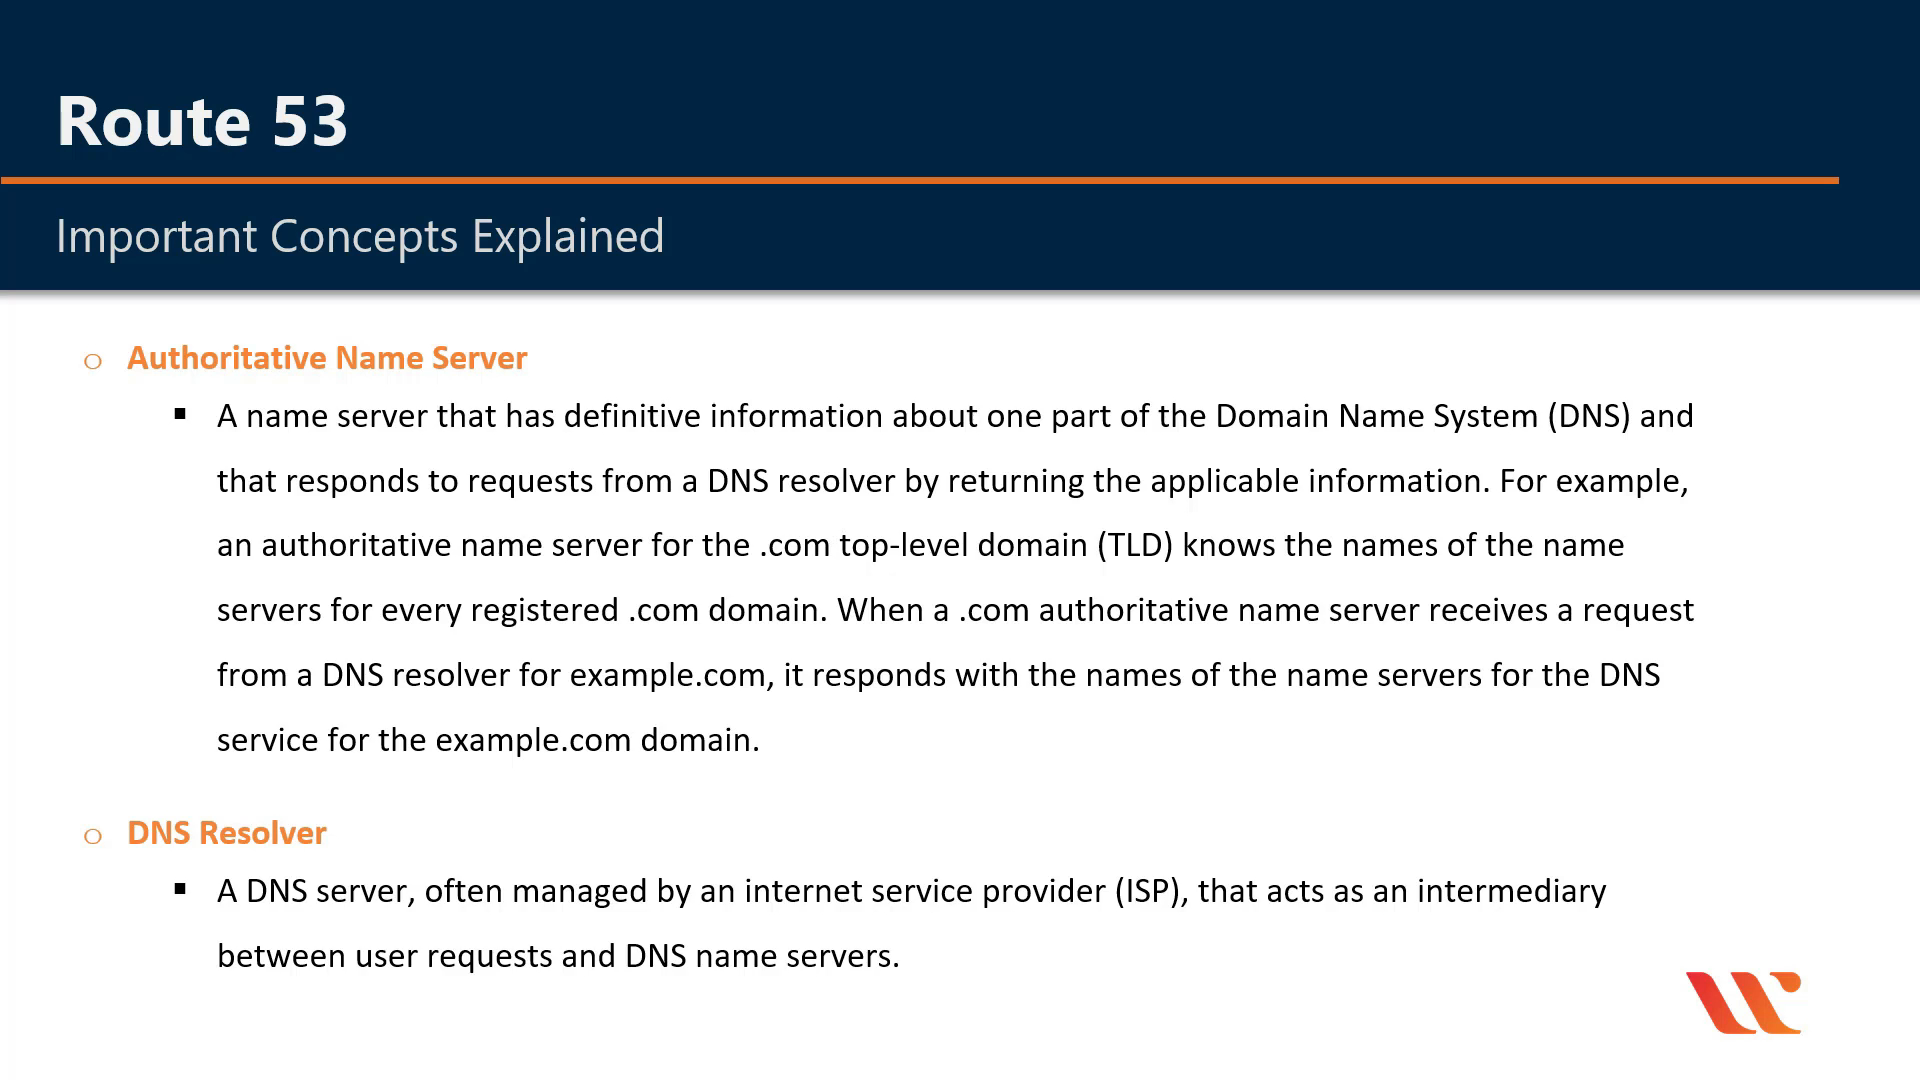 Route 53
Important Concepts Explained
o Authoritative Name Server
▪ A name server that has definitive information about one part of the Domain Name System (DNS) and
that responds to requests from a DNS resolver by returning the applicable information. For example,
an authoritative name server for the .com top-level domain (TLD) knows the names of the name
servers for every registered .com domain. When a .com authoritative name server receives a request
from a DNS resolver for example.com, it responds with the names of the name servers for the DNS
service for the example.com domain.
o DNS Resolver
▪ A DNS server, often managed by an internet service provider (ISP), that acts as an intermediary
between user requests and DNS name servers.